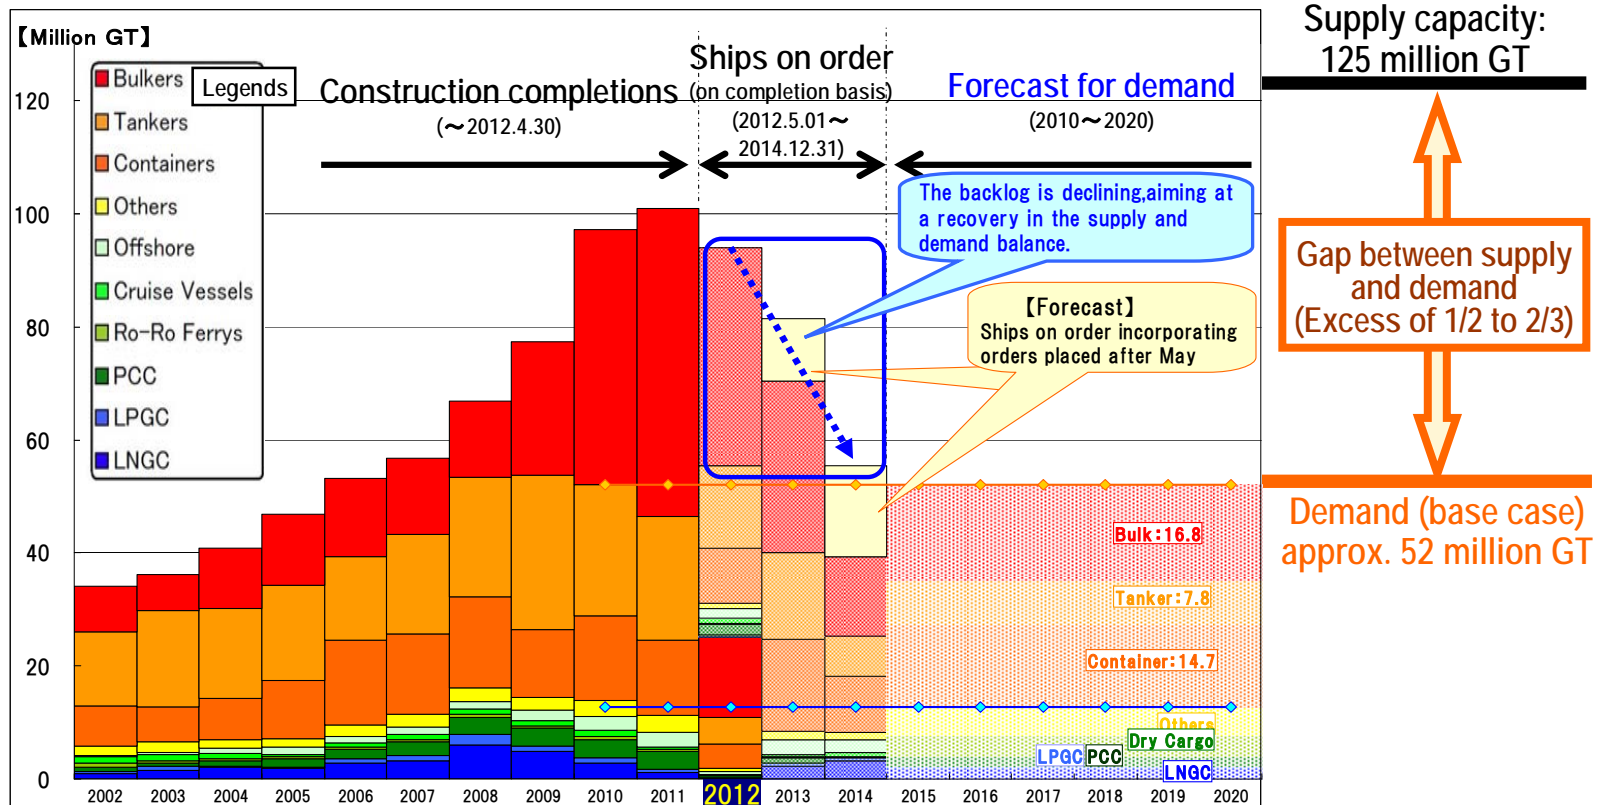 【Million GT】
120
100
80
60
40
20
0
Legends
Bulkers
Tankers
Containers
Others
Offshore
Cruise Vessels
Ro-Ro Ferrys
PCC
LPGC
LNGC
Construction completions
(～2012.4.30)
Ships on order
(on completion basis)
(2012.5.01～
2014.12.31)
Forecast for demand
(2010～2020)
The backlog is declining,aiming at
a recovery in the supply and
demand balance.
【Forecast】
Ships on order incorporating
orders placed after May
Bulk:16.8
Tanker:7.8
Container:14.7
Others
Dry Cargo
LPGC
PCC
LNGC
2002
2003
2004
2005
2006
2007
2008
2009
2010
2011
2012
2013
2014
2015
2016
2017
2018
2019
2020
Supply capacity:
125 million GT
Gap between supply
and demand
(Excess of 1/2 to 2/3)
Demand (base case)
approx. 52 million GT